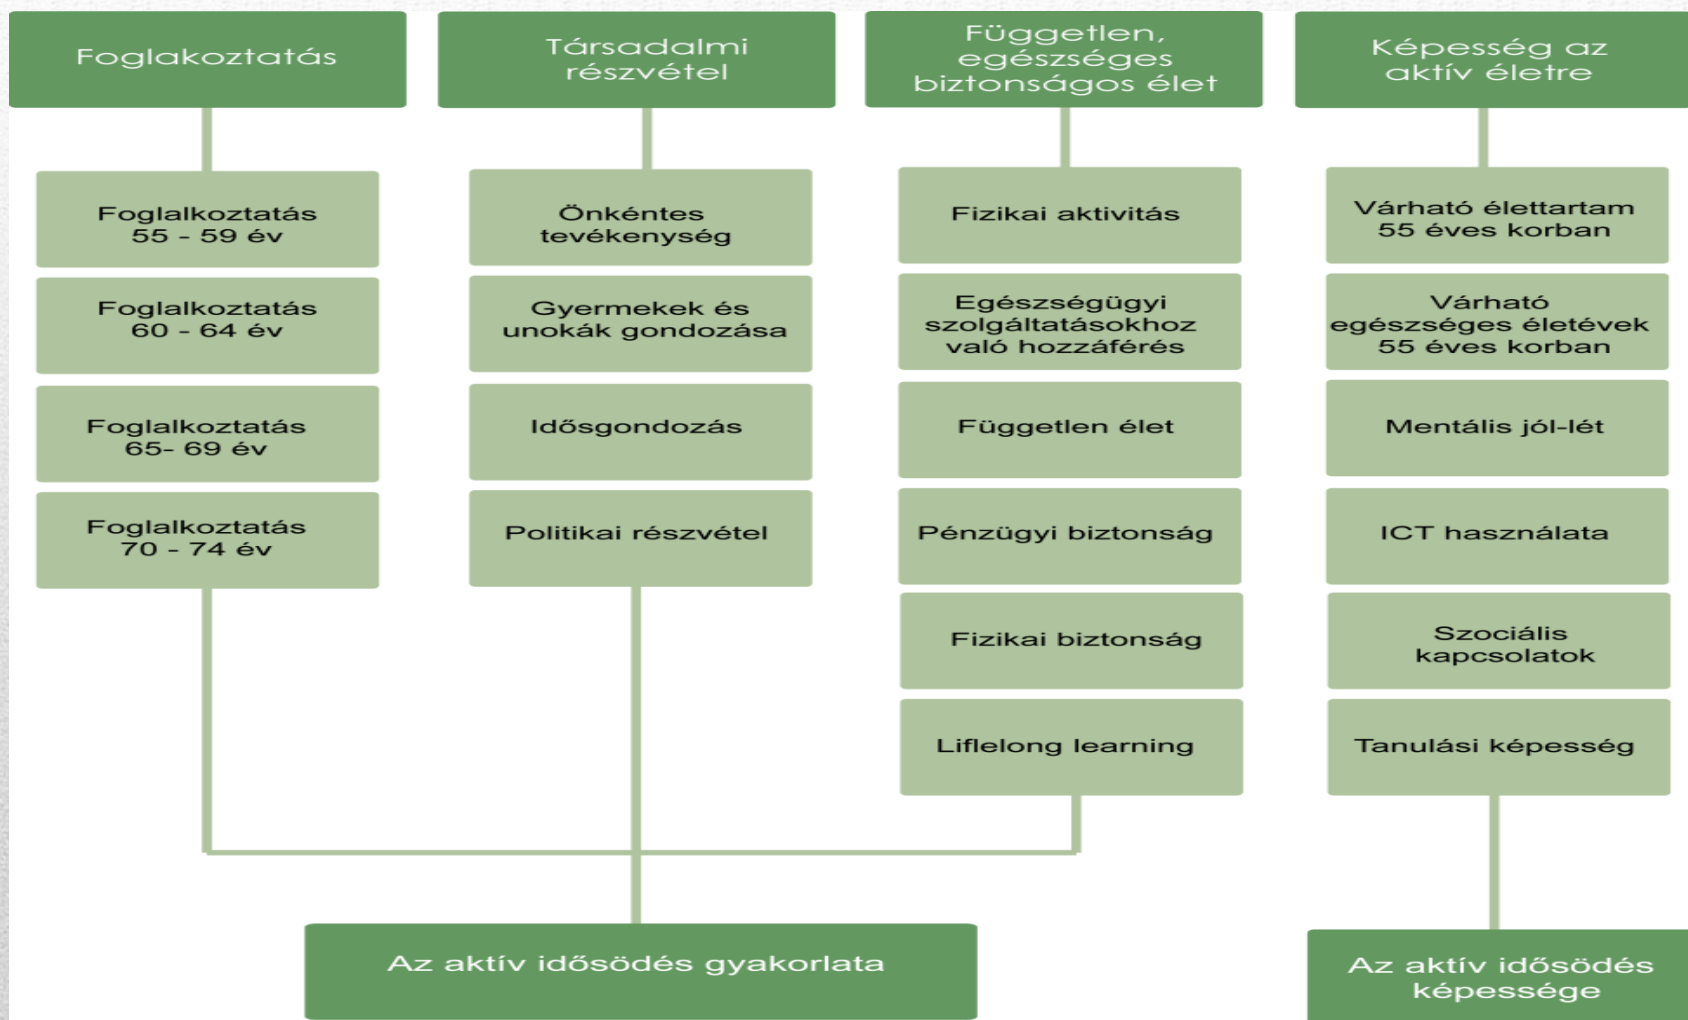 Foglakoztatás
Társadalmi
részvétel
Független,
egészséges
biztonságos élet
Képesség az
aktív életre
Foglalkoztatás
55 - 59 év
Foglalkoztatás
60 - 64 év
Foglalkoztatás
65- 69 év
Foglalkoztatás
70 - 74 év
Önkéntes
tevékenység
Gyermekek és
unokák gondozása
Idősgondozás
Politikai részvétel
Fizikai aktivitás
Egészségügyi
szolgáltatásokhoz
való hozzáférés
Független élet
Pénzügyi biztonság
Fizikai biztonság
Liflelong learning
Várható élettartam
55 éves korban
Várható
egészséges életévek
55 éves korban
Mentális jól-lét
ICT használata
Szociális
kapcsolatok
Tanulási képesség
Az aktív idősödés gyakorlata
Az aktív idősödés
képessége